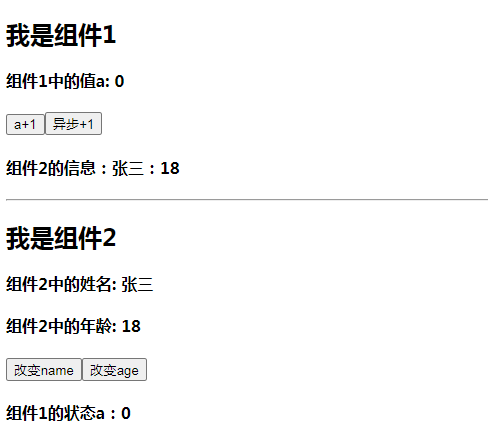 我是组件1
组件1中的值a: 0
a+1 异步+1
组件2的信息：张三：18
我是组件2
组件2中的姓名: 张三
组件2中的年龄: 18
改变name 改变age
组件1的状态a：0